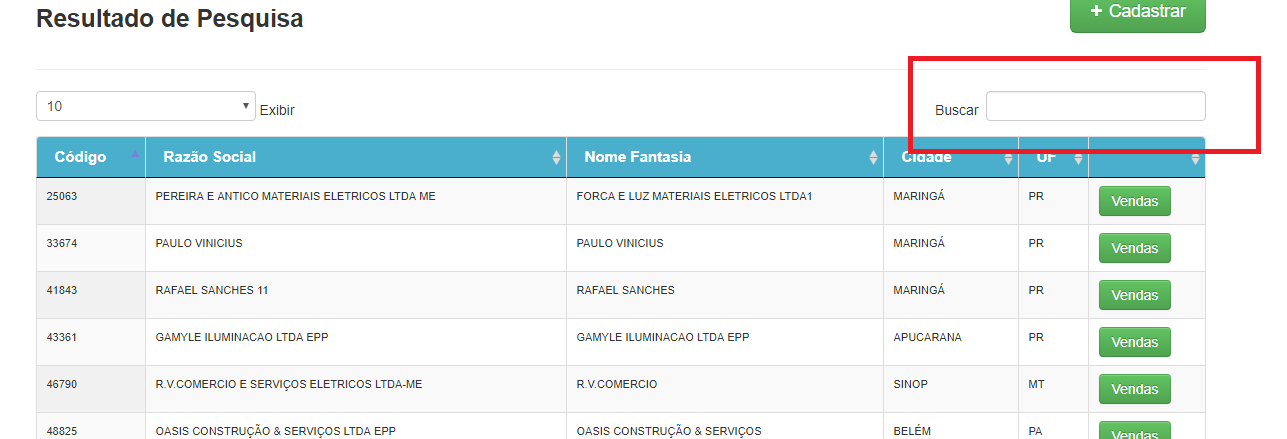 Resultado de Pesquisa
+ Cadastrar
10 Exibir
Buscar
Código Razão Social Nome Fantasia Cidade UF
25063 PEREIRA E ANTICO MATERIAIS ELETRICOS LTDA ME FORCA E LUZ MATERIAIS ELETRICOS LTDA1 MARINGÁ PR Vendas
33674 PAULO VINICIUS PAULO VINICIUS MARINGÁ PR Vendas
41843 RAFAEL SANCHES 11 RAFAEL SANCHES MARINGÁ PR Vendas
43361 GAMYLE ILUMINACAO LTDA EPP GAMYLE ILUMINACAO LTDA EPP APUCARANA PR Vendas
46790 R.V.COMERCIO E SERVIÇOS ELETRICOS LTDA-ME R.V.COMERCIO SINOP MT Vendas
48825 OASIS CONSTRUÇÃO & SERVIÇOS LTDA EPP OASIS CONSTRUÇÃO & SERVIÇOS BELÉM PA Vendas